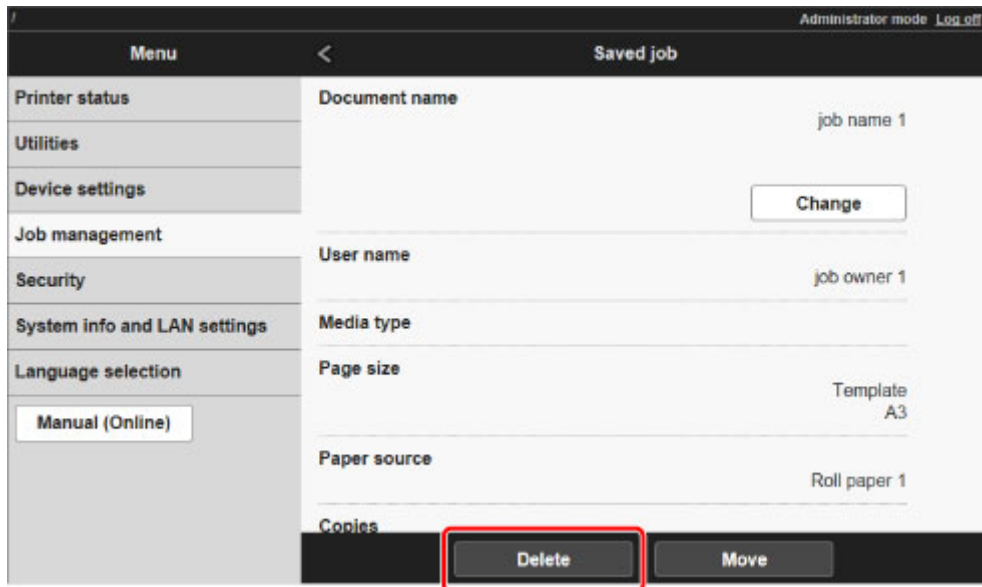 /
Administrator mode Log off
Menu
<
Saved job
Printer status
Utilities
Device settings
Job management
Security
System info and LAN settings
Language selection
Manual (Online)
Document name
job name 1
Change
User name
job owner 1
Media type
Page size
Template
A3
Paper source
Roll paper 1
Copies
Delete
Move